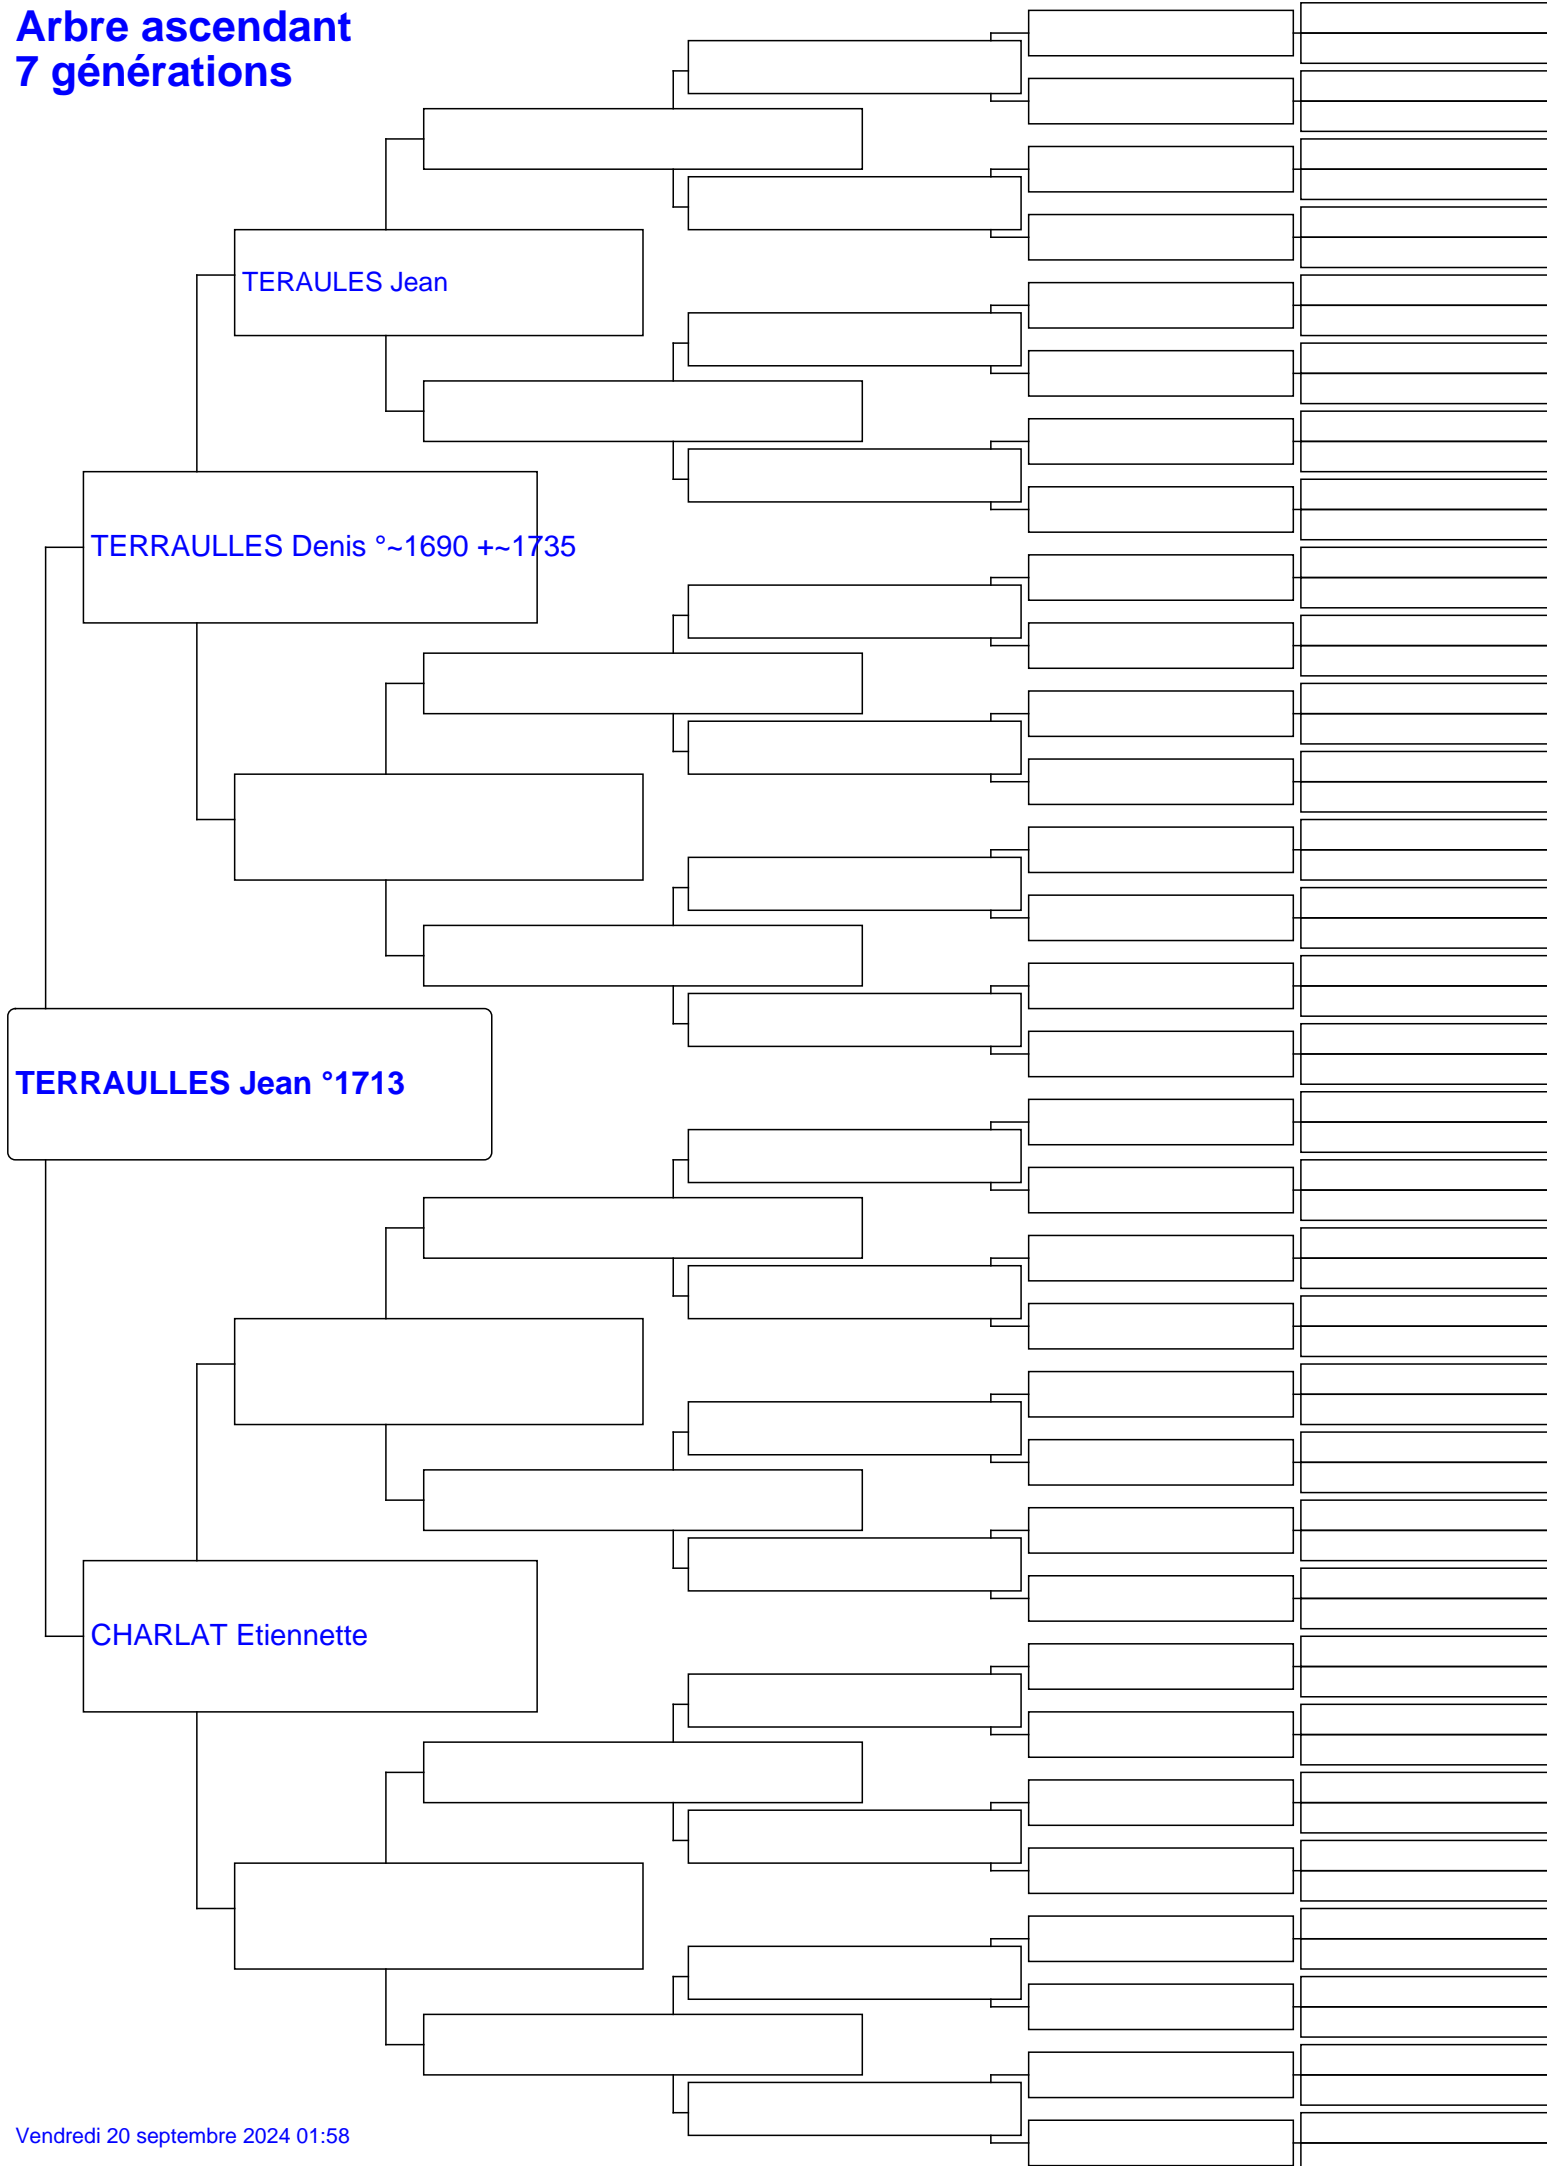 Arbre ascendant
7 générations
TERAULES Jean
TERRAULLES Denis °~1690 +~1735
TERRAULLES Jean °1713
CHARLAT Etiennette
Vendredi 20 septembre 2024 01:58